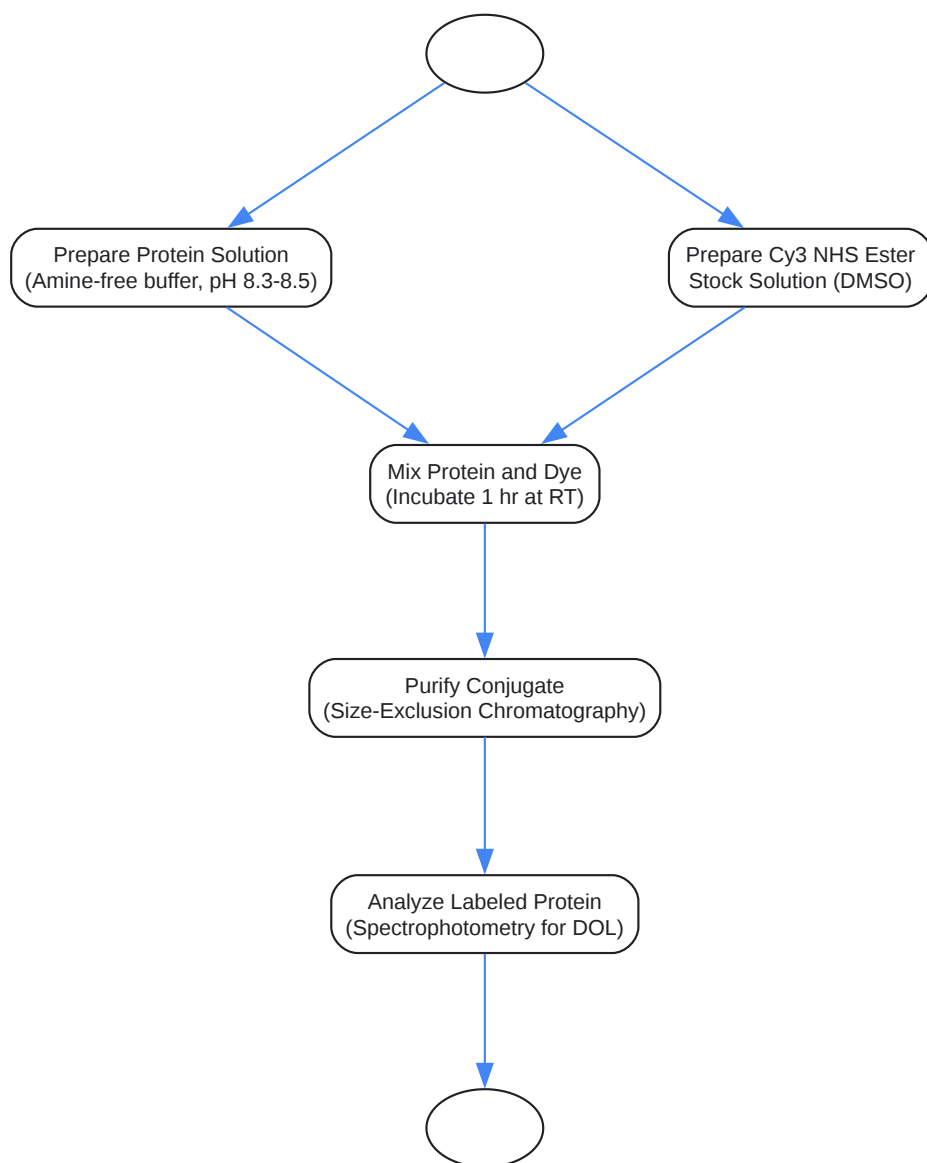 Prepare Protein Solution
(Amine-free buffer, pH 8.3-8.5)
Prepare Cy3 NHS Ester
Stock Solution (DMSO)
Mix Protein and Dye
(Incubate 1 hr at RT)
Purify Conjugate
(Size-Exclusion Chromatography)
Analyze Labeled Protein
(Spectrophotometry for DOL)